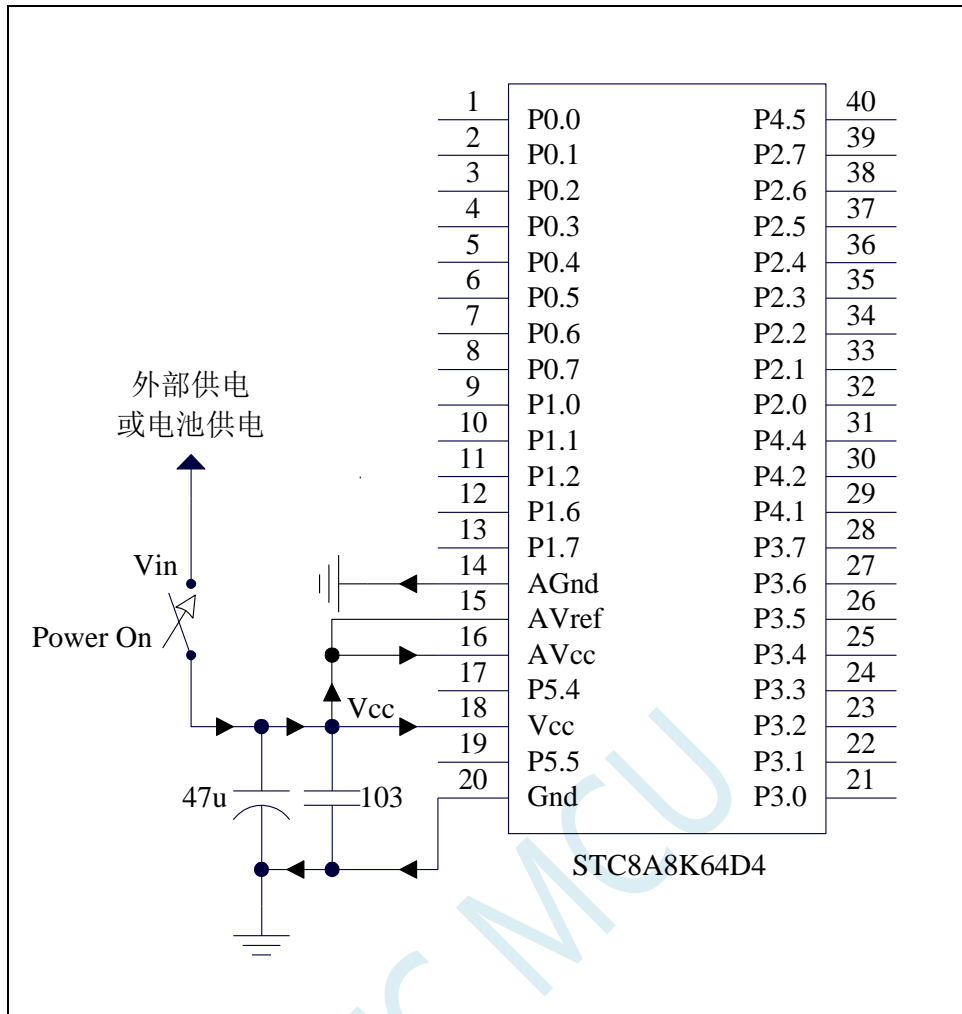 1 P0.0 P4.5 40
2 P0.1 P2.7 39
3 P0.2 P2.6 38
4 P0.3 P2.5 37
5 P0.4 P2.4 36
6 P0.5 P2.3 35
7 P0.6 P2.2 34
8 P0.7 P2.1 33
9 P1.0 P2.0 32
10 P1.1 P4.4 31
11 P1.2 P4.2 30
12 P1.6 P4.1 29
13 P1.7 P3.7 28
14 AGnd P3.6 27
15 AVref P3.5 26
16 AVcc P3.4 25
17 P5.4 P3.3 24
18 Vcc P3.2 23
19 P5.5 P3.1 22
20 Gnd P3.0 21
外部供电
或电池供电
Vin
Power On
Vcc
47u
103
STC8A8K64D4
MCU